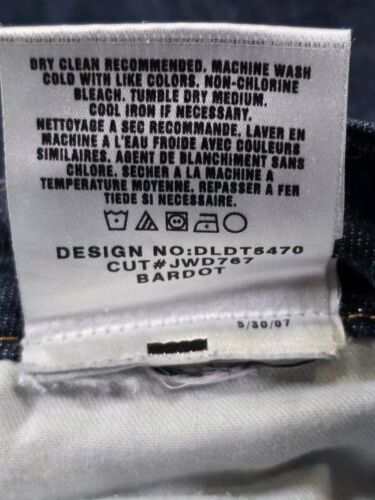 DRY CLEAN RECOMMENDED. MACHINE WASH
COLD WITH LIKE COLORS. NON-CHLORINE
BLEACH. TUMBLE DRY MEDIUM.
COOL IRON IF NECESSARY.
NETTOYAGE A SEC RECOMMANDE. LAVER EN
MACHINE A L'EAU FROIDE AVEC COULEURS
SIMILAIRES. AGENT DE BLANCHIMENT SANS
CHLORE. SECHER A LA MACHINE A
TEMPERATURE MOYENNE. REPASSER A FER
TIEDE SI NECESSAIRE.
DESIGN NO:DLDT5470
CUT#JWD767
BARDOT
5/30/07